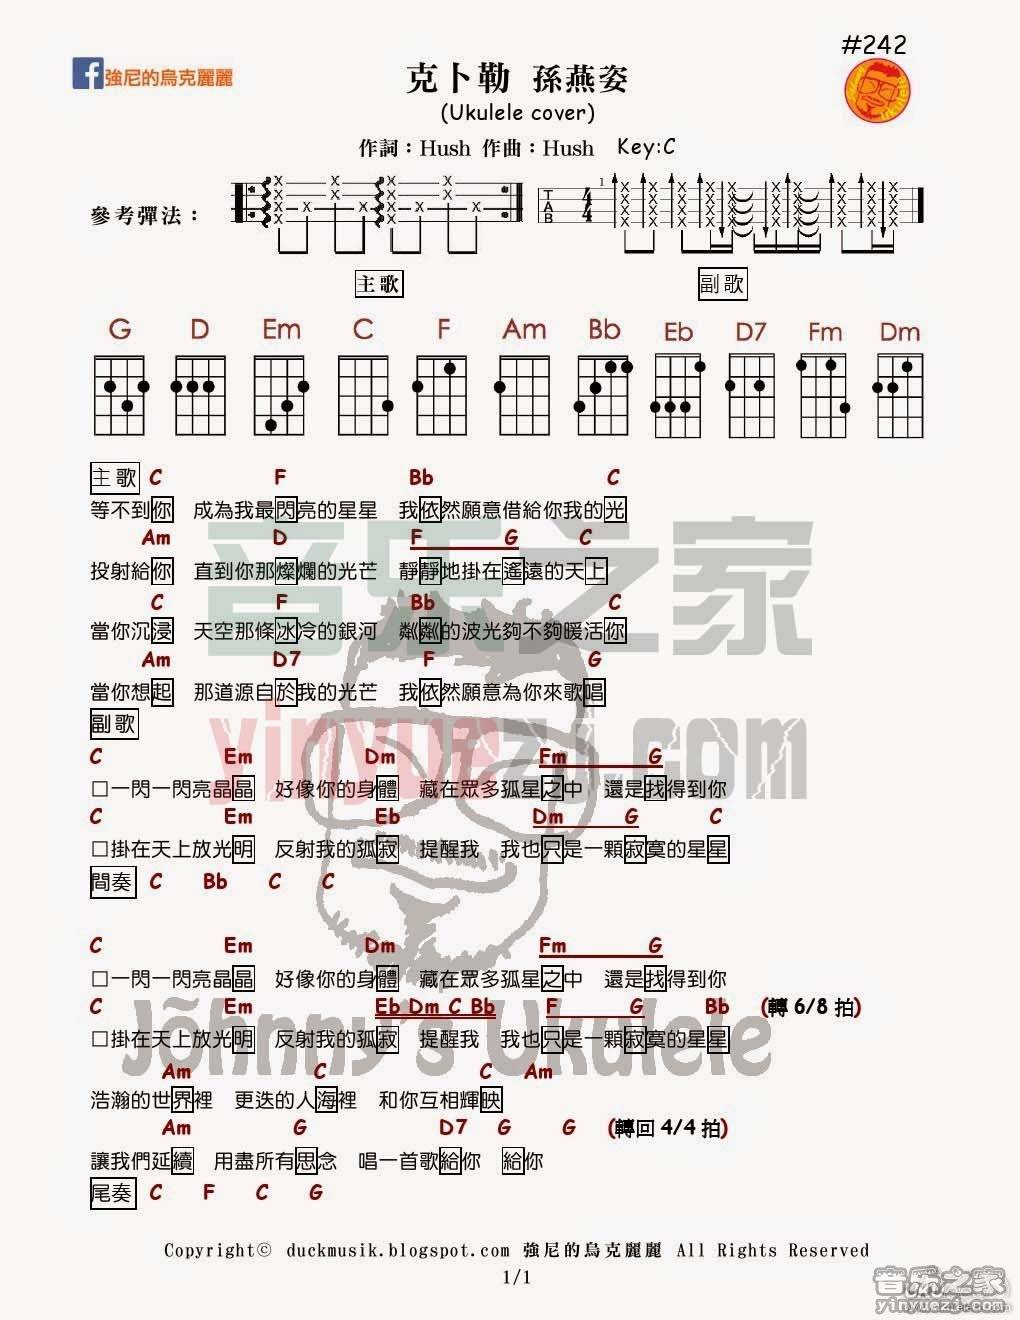 #242
強尼的烏克麗麗
克卜勒 孫燕姿
(Ukulele cover)
作詞：Hush 作曲：Hush Key:C
參考彈法：
主歌 副歌
G D Em C F Am Bb Eb D7 Fm Dm
主歌 C F Bb C
等不到你 成為我最閃亮的星星 我依然願意借給你我的光
Am D F G C
投射給你 直到你那燦爛的光芒 靜靜地掛在遙遠的天上
C F Bb C
當你沉浸 天空那條冰冷的銀河 粼粼的波光夠不夠暖活你
Am D7 F G
當你想起 那道源自於我的光芒 我依然願意為你來歌唱
副歌
C Em Dm Fm G
□一閃一閃亮晶晶 好像你的身體 藏在眾多孤星之中 還是找得到你
C Em Eb Dm G C
□掛在天上放光明 反射我的孤寂 提醒我 我也只是一顆寂寞的星星
間奏 C Bb C C
C Em Dm Fm G
□一閃一閃亮晶晶 好像你的身體 藏在眾多孤星之中 還是找得到你
C Em Eb Dm C Bb F G Bb (轉 6/8 拍)
□掛在天上放光明 反射我的孤寂 提醒我 我也只是一顆寂寞的星星
Am C C Am
浩瀚的世界裡 更迭的人海裡 和你互相輝映
Am G D7 G G (轉回 4/4 拍)
讓我們延續 用盡所有思念 唱一首歌給你 給你
尾奏 C F C G
Copyright© duckmusik.blogspot.com 強尼的烏克麗麗 All Rights Reserved
1/1
音乐之家
yinyuezj.com
Johnny's Ukulele
音乐之家
yinyuezj.com